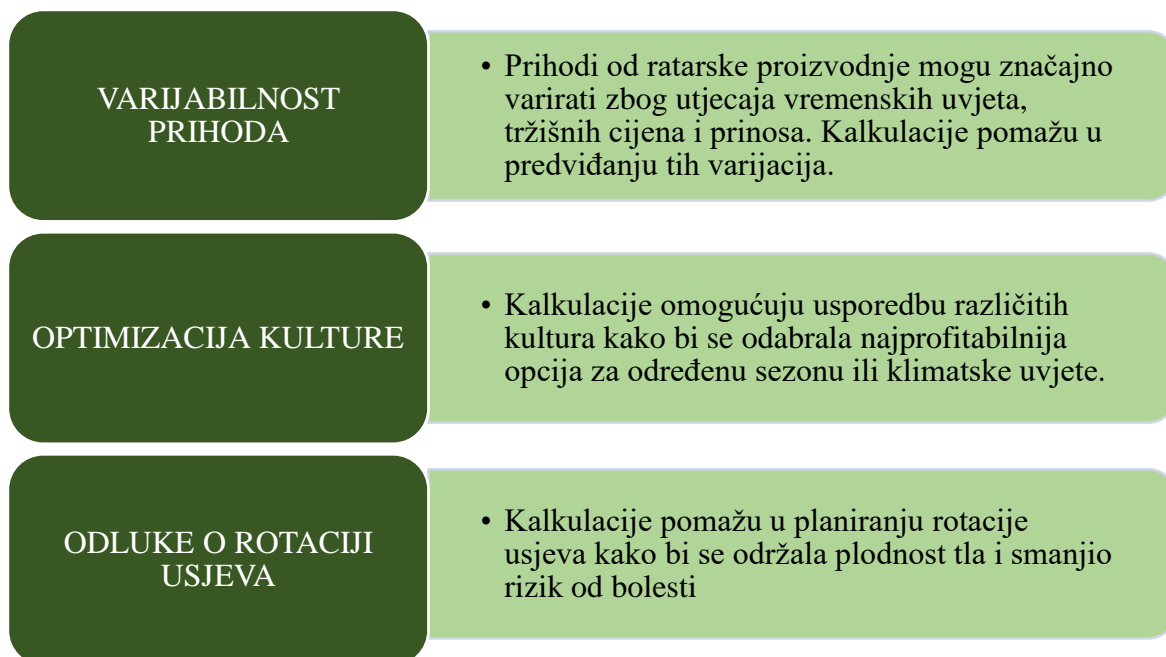 VARIJABILNOST
PRIHODA
• Prihodi od ratarske proizvodnje mogu značajno
varirati zbog utjecaja vremenskih uvjeta,
tržišnih cijena i prinosa. Kalkulacije pomažu u
predviđanju tih varijacija.
OPTIMIZACIJA KULTURE
• Kalkulacije omogućuju usporedbu različitih
kultura kako bi se odabrala najprofitabilnija
opcija za određenu sezonu ili klimatske uvjete.
ODLUKE O ROTACIJI
USJEVA
• Kalkulacije pomažu u planiranju rotacije
usjeva kako bi se održala plodnost tla i smanjio
rizik od bolesti